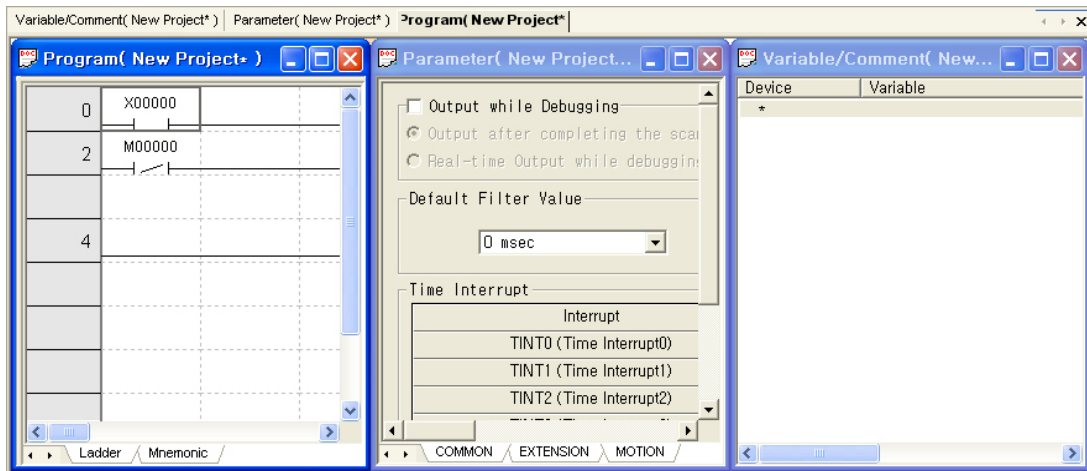 Variable/Comment( New Project* ) Parameter( New Project* ) Program( New Project*
Program( New Project* )
0
X00000
2
M00000
4
Ladder Mnemonic
Parameter( New Project...
Output while Debugging
Output after completing the scan
Real-time Output while debugging
Default Filter Value
0 msec
Time Interrupt
Interrupt
TINT0 (Time Interrupt0)
TINT1 (Time Interrupt1)
TINT2 (Time Interrupt2)
COMMON EXTENSION MOTION
Variable/Comment( New...
Device Variable
*